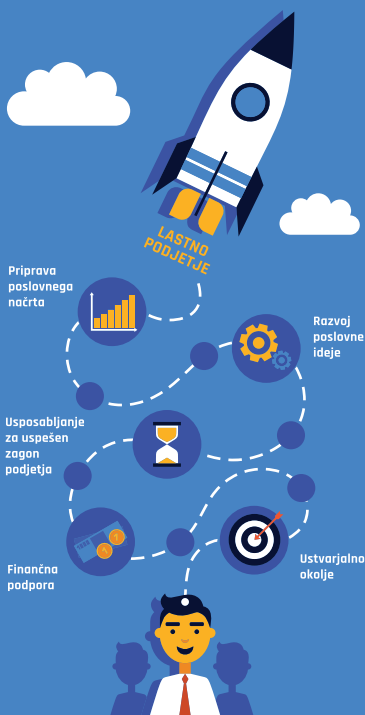 LASTNO
PODJETJE
Priprava
poslovnega
načrta
Razvoj
poslovne
ideje
Usposabljanje
za uspešen
zagon
podjetja
Finančna
podpora
Ustvarjalno
okolje